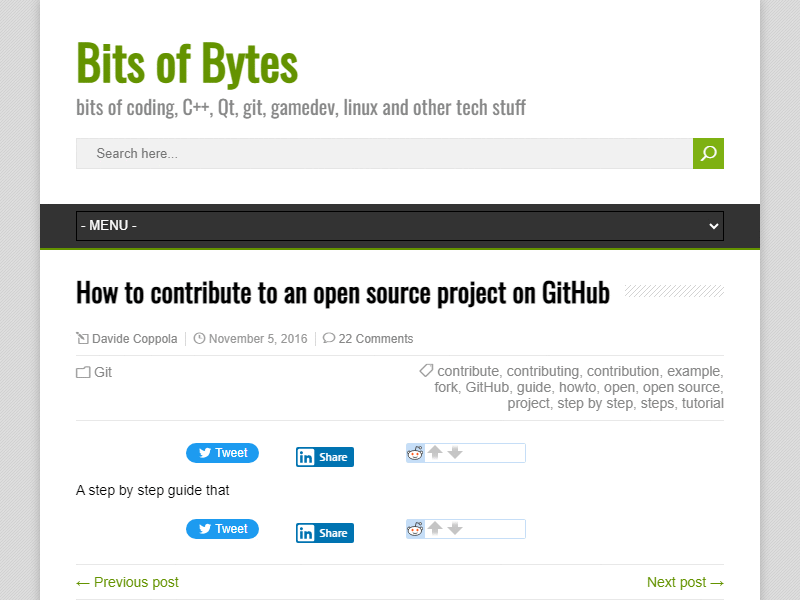 Bits of Bytes
bits of coding, C++, Qt, git, gamedev, linux and other tech stuff
Search here...
- MENU -
How to contribute to an open source project on GitHub
Davide Coppola November 5, 2016 22 Comments
Git
contribute, contributing, contribution, example,
fork, GitHub, guide, howto, open, open source,
project, step by step, steps, tutorial
Tweet in Share
A step by step guide that
Tweet in Share
← Previous post Next post →